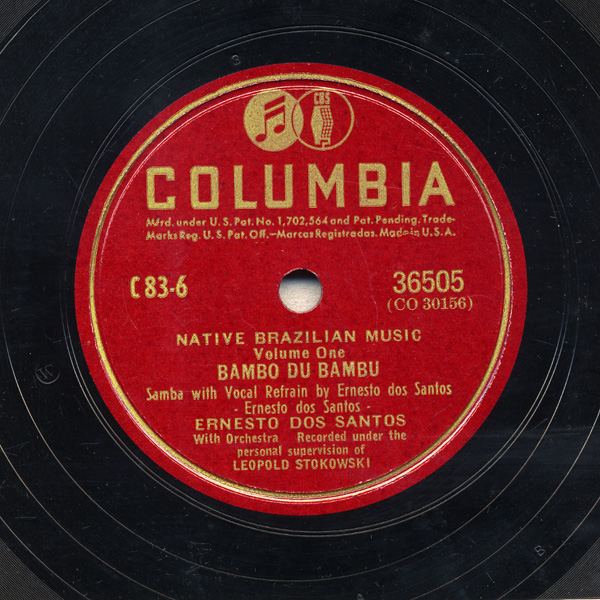 CBS
COLUMBIA
Mfrd. under U.S. Pat. No. 1,702,564 and Pat. Pending. Trade-
Marks Reg. U.S. Pat. Off.—Marcas Registradas. Made in U.S.A.
C 83-6
36505
(CO 30156)
NATIVE BRAZILIAN MUSIC
Volume One
BAMBO DU BAMBU
Samba with Vocal Refrain by Ernesto dos Santos
- Ernesto dos Santos -
ERNESTO DOS SANTOS
With Orchestra Recorded under the
personal supervision of
LEOPOLD STOKOWSKI